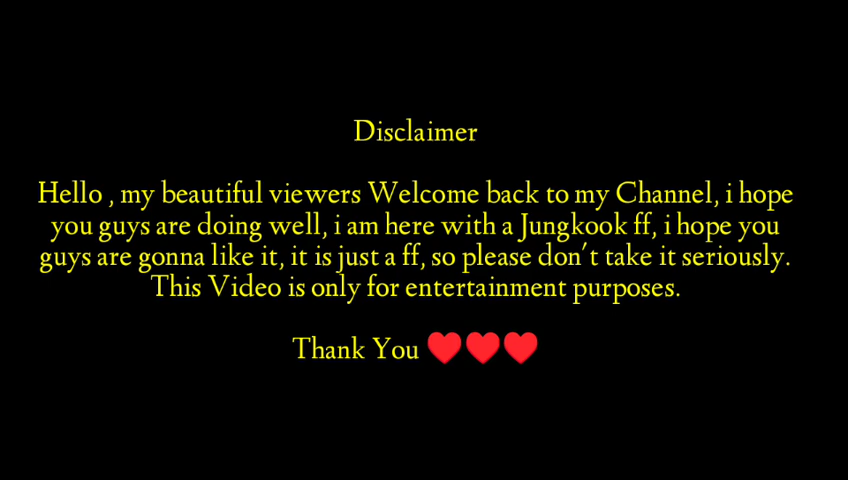 Disclaimer
Hello , my beautiful viewers Welcome back to my Channel, i hope
you guys are doing well, i am here with a Jungkook ff, i hope you
guys are gonna like it, it is just a ff, so please don't take it seriously.
This Video is only for entertainment purposes.
Thank You ❤️❤️❤️